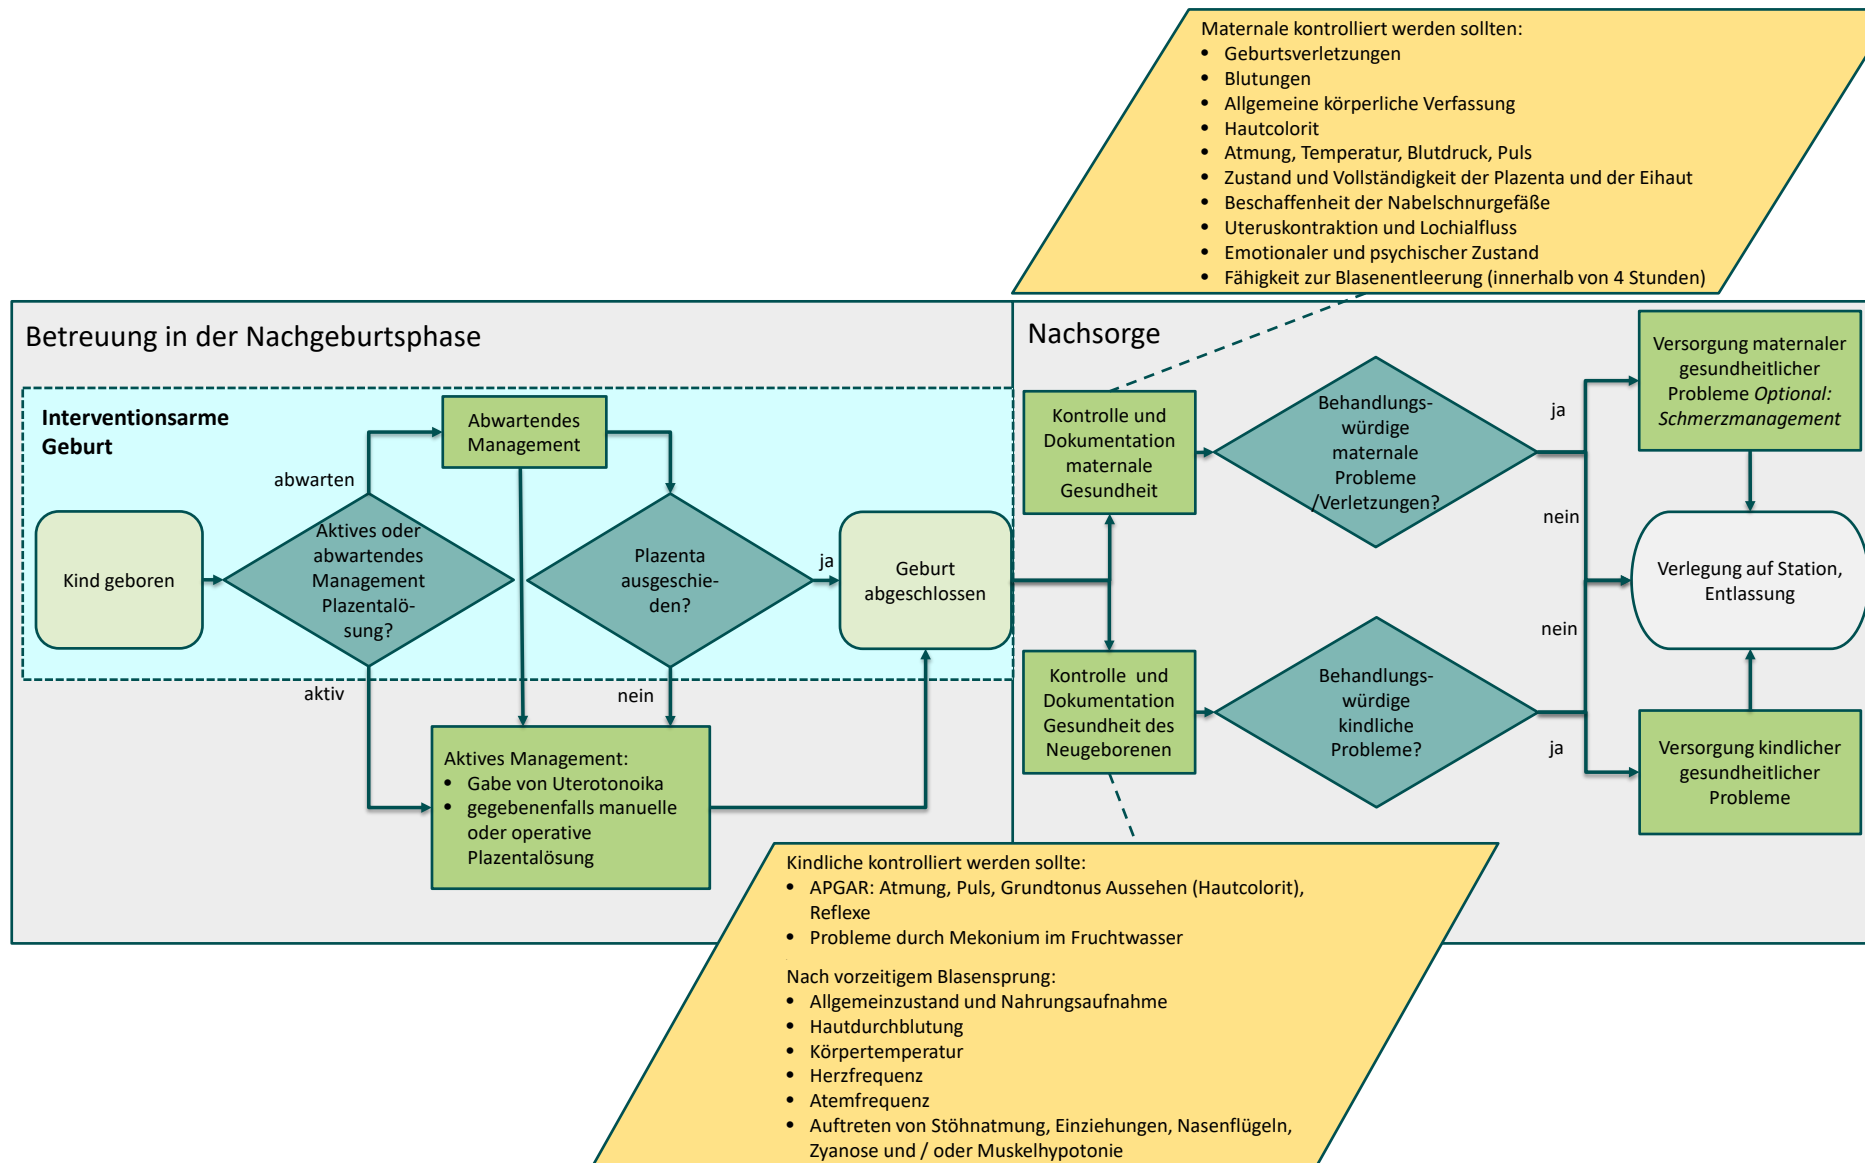 Maternale kontrolliert werden sollten:
• Geburtsverletzungen
• Blutungen
• Allgemeine körperliche Verfassung
• Hautcolorit
• Atmung, Temperatur, Blutdruck, Puls
• Zustand und Vollständigkeit der Plazenta und der Eihaut
• Beschaffenheit der Nabelschnurgefäße
• Uteruskontraktion und Lochialfluss
• Emotionaler und psychischer Zustand
• Fähigkeit zur Blasenentleerung (innerhalb von 4 Stunden)
Betreuung in der Nachgeburtsphase
Interventionsarme
Geburt
Kind geboren
abwarten
Aktives oder
abwartendes
Management
Plazentalö-
sung?
aktiv
Abwartendes
Management
Plazenta
ausgeschie-
den?
ja
nein
Geburt
abgeschlossen
Aktives Management:
• Gabe von Uterotonoika
• gegebenenfalls manuelle
oder operative
Plazentalösung
Nachsorge
Kontrolle und
Dokumentation
maternale
Gesundheit
Behandlungs-
würdige
maternale
Probleme
/Verletzungen?
ja
nein
Versorgung maternaler
gesundheitlicher
Probleme Optional:
Schmerzmanagement
Verlegung auf Station,
Entlassung
Kontrolle und
Dokumentation
Gesundheit des
Neugeborenen
Behandlungs-
würdige
kindliche
Probleme?
nein
ja
Versorgung kindlicher
gesundheitlicher
Probleme
Kindliche kontrolliert werden sollte:
• APGAR: Atmung, Puls, Grundtonus Aussehen (Hautcolorit),
Reflexe
• Probleme durch Mekonium im Fruchtwasser
Nach vorzeitigem Blasensprung:
• Allgemeinzustand und Nahrungsaufnahme
• Hautdurchblutung
• Körpertemperatur
• Herzfrequenz
• Atemfrequenz
• Auftreten von Stöhnatmung, Einziehungen, Nasenflügeln,
Zyanose und / oder Muskelhypotonie